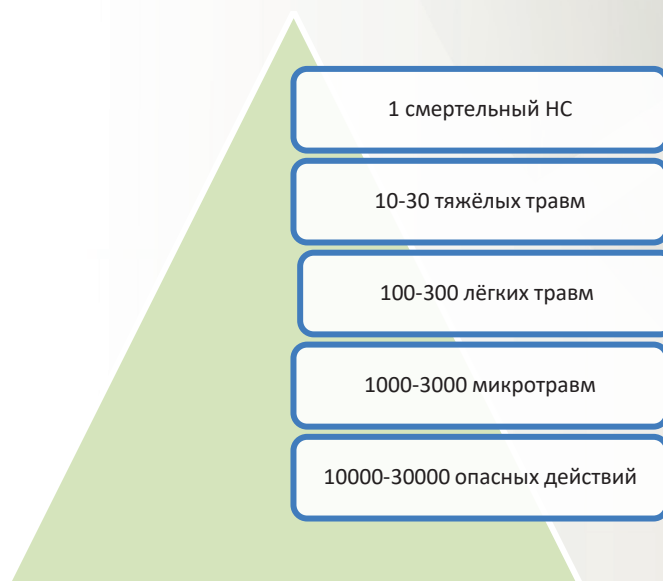 1 смертельный НС
10-30 тяжёлых травм
100-300 лёгких травм
1000-3000 микротравм
10000-30000 опасных действий